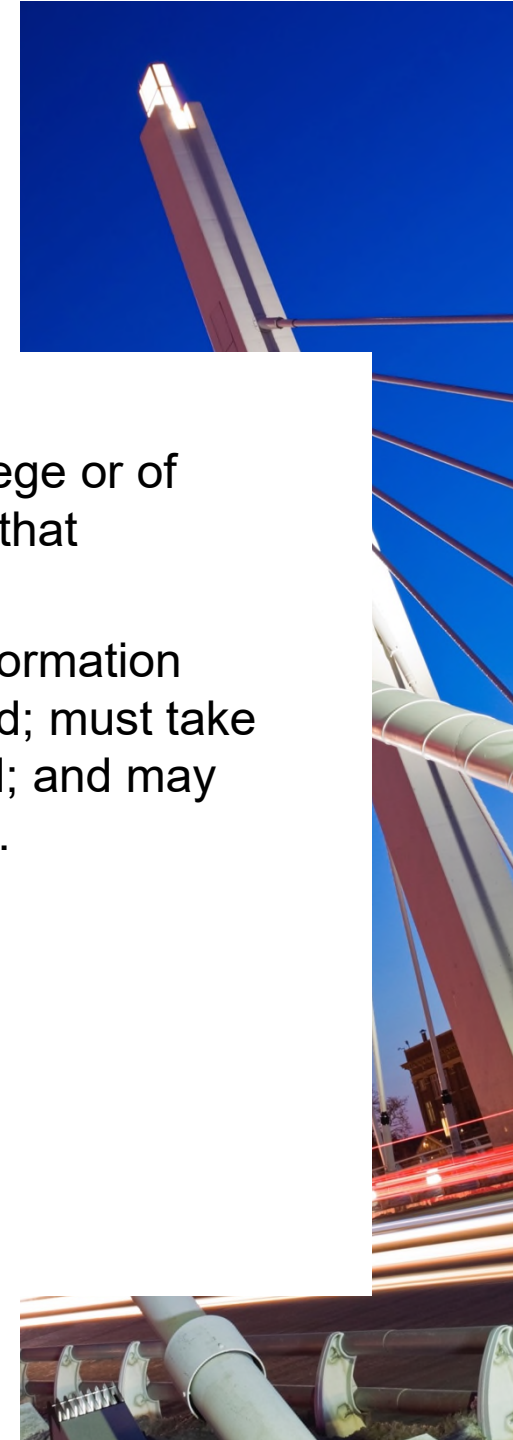 ege or of
that
ormation
d; must take
l; and may
.